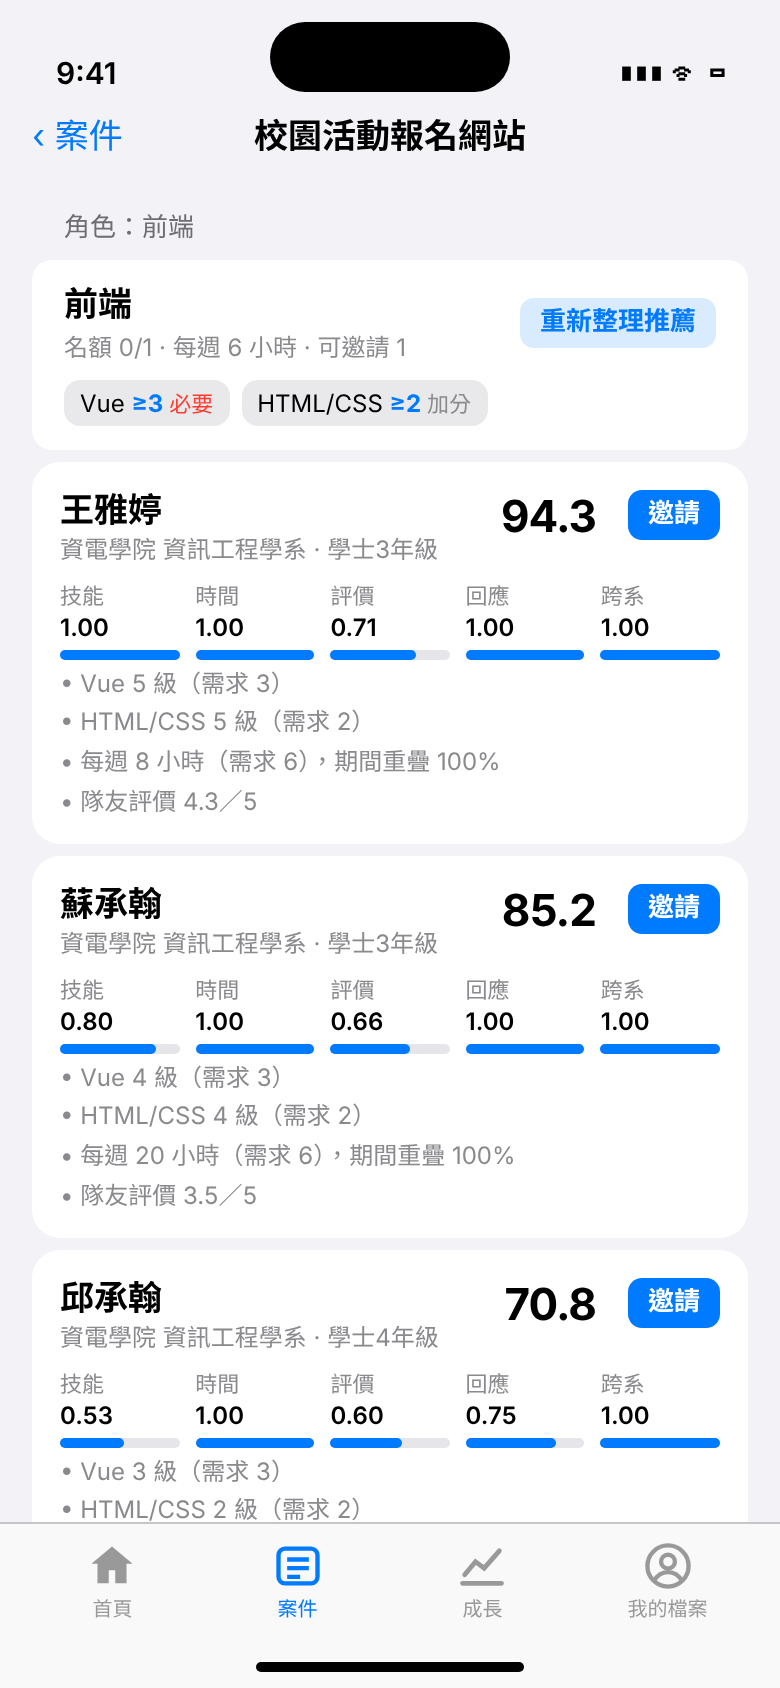 9:41
‹ 案件
校園活動報名網站
角色：前端
前端
重新整理推薦
名額 0/1 · 每週 6 小時 · 可邀請 1
Vue ≥3 必要
HTML/CSS ≥2 加分
王雅婷
94.3
邀請
資電學院 資訊工程學系 · 學士3年級
技能 時間 評價 回應 跨系
1.00 1.00 0.71 1.00 1.00
• Vue 5 級（需求 3）
• HTML/CSS 5 級（需求 2）
• 每週 8 小時（需求 6），期間重疊 100%
• 隊友評價 4.3／5
蘇承翰
85.2
邀請
資電學院 資訊工程學系 · 學士3年級
技能 時間 評價 回應 跨系
0.80 1.00 0.66 1.00 1.00
• Vue 4 級（需求 3）
• HTML/CSS 4 級（需求 2）
• 每週 20 小時（需求 6），期間重疊 100%
• 隊友評價 3.5／5
邱承翰
70.8
邀請
資電學院 資訊工程學系 · 學士4年級
技能 時間 評價 回應 跨系
0.53 1.00 0.60 0.75 1.00
• Vue 3 級（需求 3）
• HTML/CSS 2 級（需求 2）
首頁 案件 成長 我的檔案